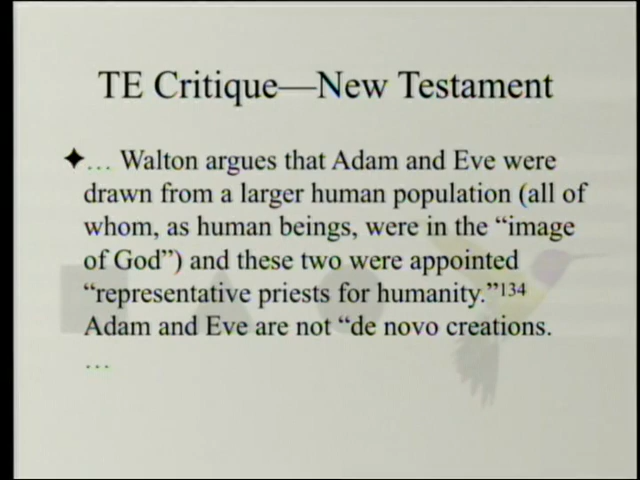 TE Critique—New Testament
✦… Walton argues that Adam and Eve were
drawn from a larger human population (all of
whom, as human beings, were in the “image
of God”) and these two were appointed
“representative priests for humanity.”134
Adam and Eve are not “de novo creations.
…